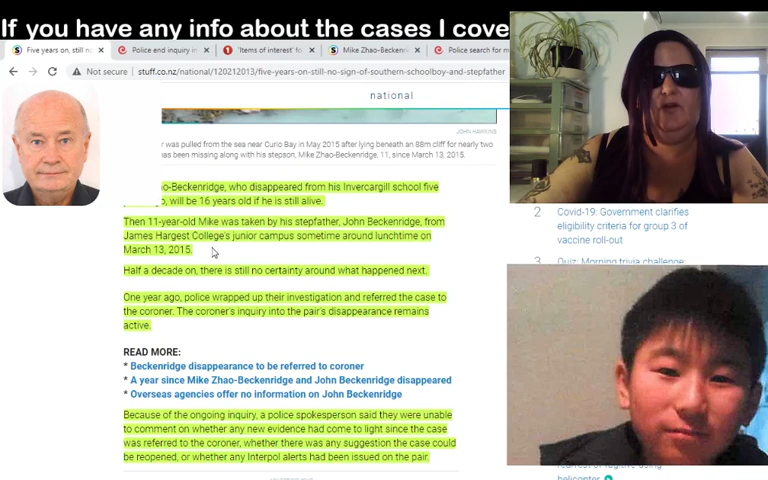 If you have any info about the cases I cove
Five years on, still no
Police end inquiry in
'Items of interest' fo
Mike Zhao-Beckenri
Police search for m
Not secure | stuff.co.nz/national/120212013/five-years-on-still-no-sign-of-southern-schoolboy-and-stepfather
national
JOHN HAWKINS
r was pulled from the sea near Curio Bay in May 2015 after lying beneath an 88m cliff for nearly two
has been missing along with his stepson, Mike Zhao-Beckenridge, 11, since March 13, 2015.
o-Beckenridge, who disappeared from his Invercargill school five
o, will be 16 years old if he is still alive.
Then 11-year-old Mike was taken by his stepfather, John Beckenridge, from
James Hargest College's junior campus sometime around lunchtime on
March 13, 2015.
Half a decade on, there is still no certainty around what happened next.
One year ago, police wrapped up their investigation and referred the case to
the coroner. The coroner's inquiry into the pair's disappearance remains
active.
READ MORE:
* Beckenridge disappearance to be referred to coroner
* A year since Mike Zhao-Beckenridge and John Beckenridge disappeared
* Overseas agencies offer no information on John Beckenridge
Because of the ongoing inquiry, a police spokesperson said they were unable
to comment on whether any new evidence had come to light since the case
was referred to the coroner, whether there was any suggestion the case could
be reopened, or whether any Interpol alerts had been issued on the pair.
2 Covid-19: Government clarifies
eligibility criteria for group 3 of
vaccine roll-out
3 Quiz: Morning trivia challenge:
helicopter